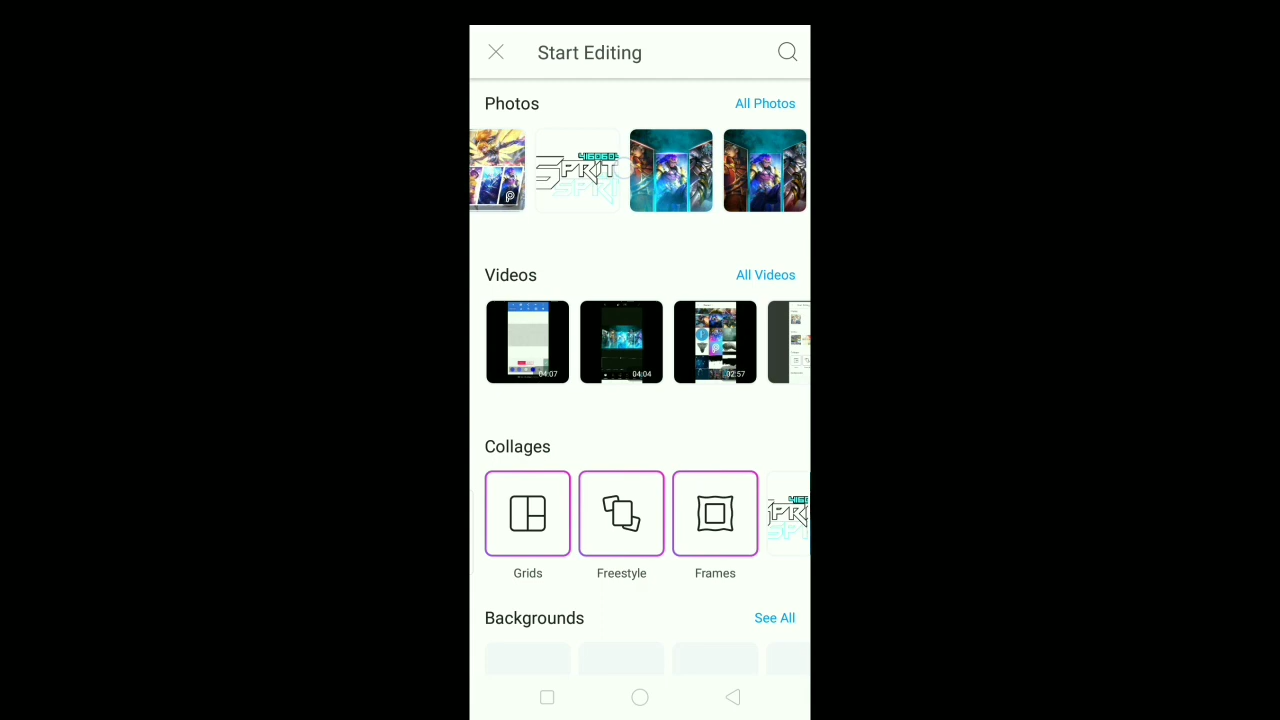 Start Editing
Photos
All Photos
SPRIT
Videos
All Videos
04:07
04:04
02:57
Collages
Grids
Freestyle
Frames
Backgrounds
See All